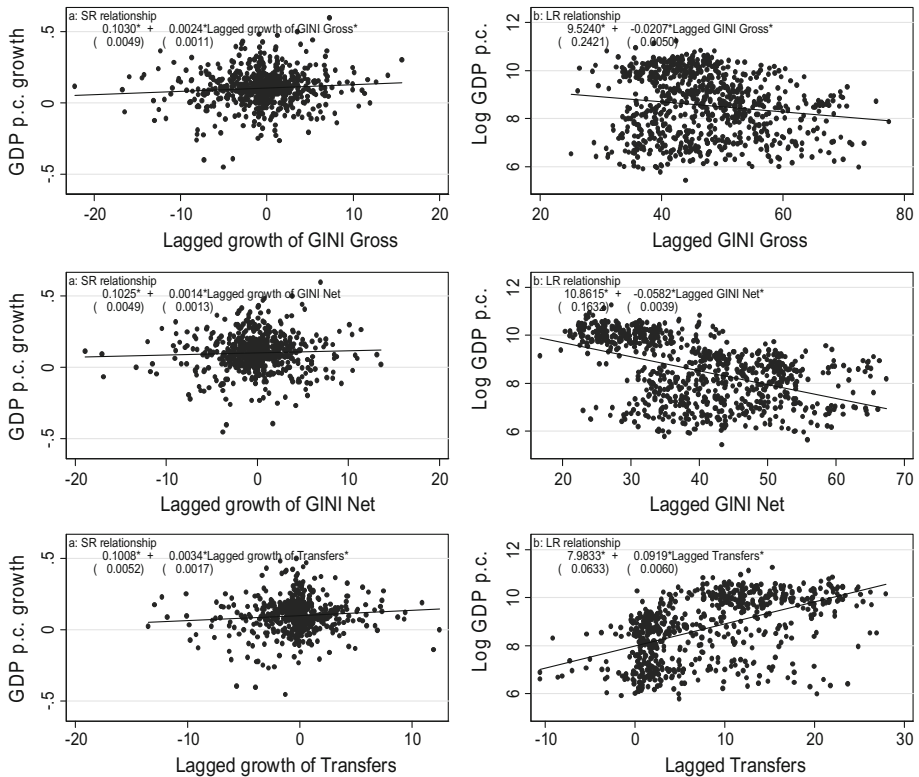 a: SR relationship
0.1030* + 0.0024*Lagged growth of GINI Gross*
( 0.0049) ( 0.0011)
GDP p.c. growth
.5
0
-.5
-20 -10 0 10 20
Lagged growth of GINI Gross
b: LR relationship
9.5240* + -0.0207*Lagged GINI Gross*
( 0.2421) ( 0.0050)
Log GDP p.c.
12
10
8
6
20 40 60 80
Lagged GINI Gross
a: SR relationship
0.1025* + 0.0014*Lagged growth of GINI Net
( 0.0049) ( 0.0013)
GDP p.c. growth
.5
0
-.5
-20 -10 0 10 20
Lagged growth of GINI Net
b: LR relationship
10.8615* + -0.0582*Lagged GINI Net*
( 0.1632) ( 0.0039)
Log GDP p.c.
12
10
8
6
20 30 40 50 60 70
Lagged GINI Net
a: SR relationship
0.1008* + 0.0034*Lagged growth of Transfers*
( 0.0052) ( 0.0017)
GDP p.c. growth
.5
0
-.5
-20 -10 0 10
Lagged growth of Transfers
b: LR relationship
7.9833* + 0.0919*Lagged Transfers*
( 0.0633) ( 0.0060)
Log GDP p.c.
12
10
8
6
-10 0 10 20 30
Lagged Transfers